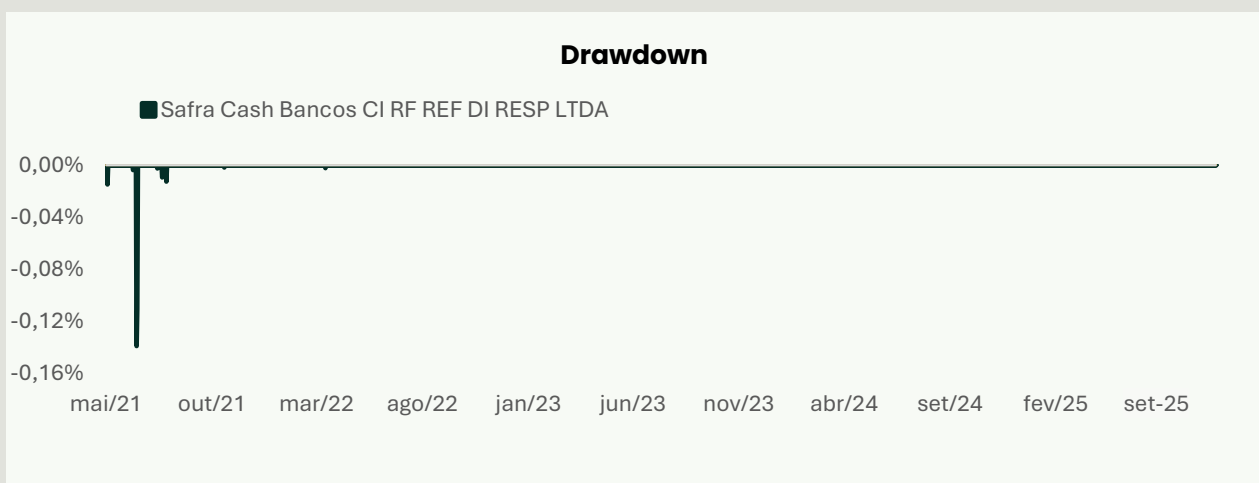 Drawdown
Safra Cash Bancos CI RF REF DI RESP LTDA
0,00%
-0,04%
-0,08%
-0,12%
-0,16%
mai/21 out/21 mar/22 ago/22 jan/23 jun/23 nov/23 abr/24 set/24 fev/25 set-25